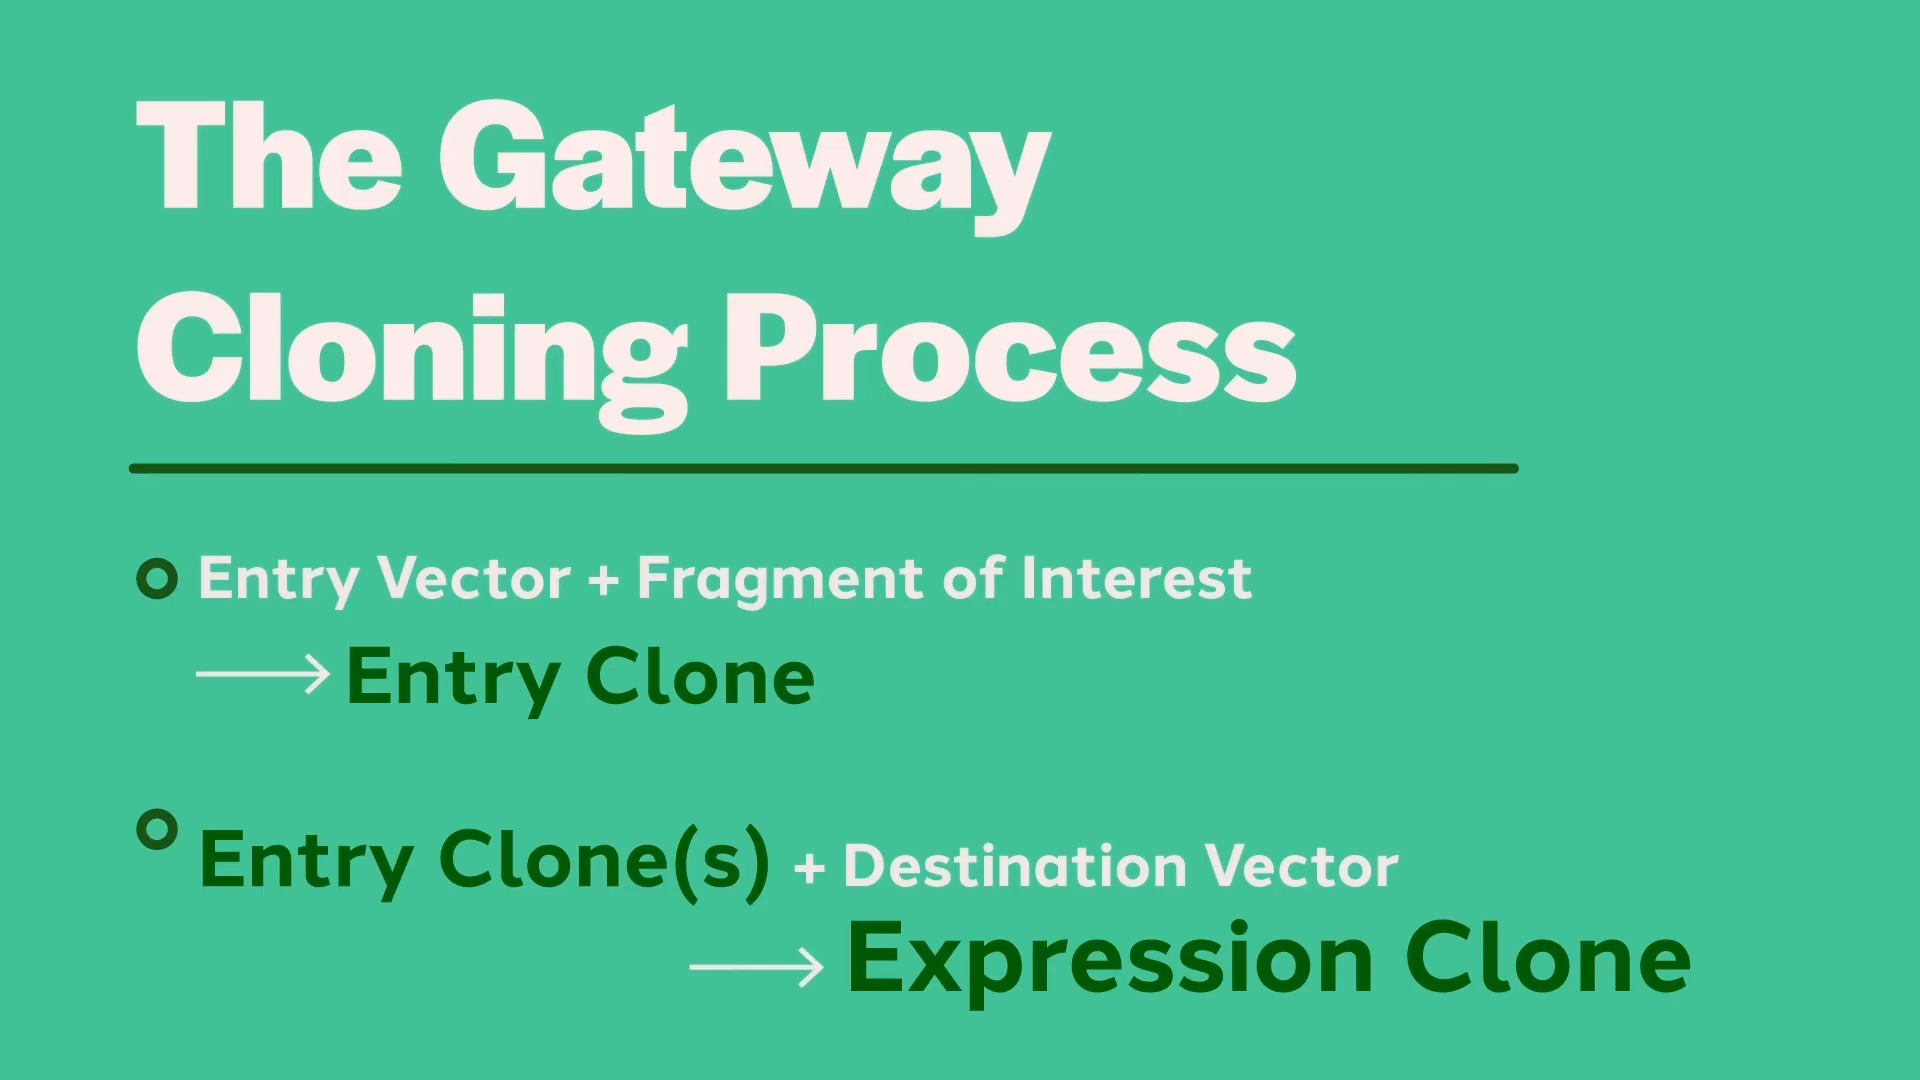 The Gateway
Cloning Process
Entry Vector + Fragment of Interest
Entry Clone
Entry Clone(s) + Destination Vector
Expression Clone